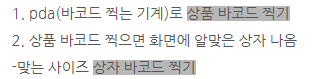 1. pda(바코드 찍는 기계)로 상품 바코드 찍기
2. 상품 바코드 찍으면 화면에 알맞은 상자 나옴
-맞는 사이즈 상자 바코드 찍기